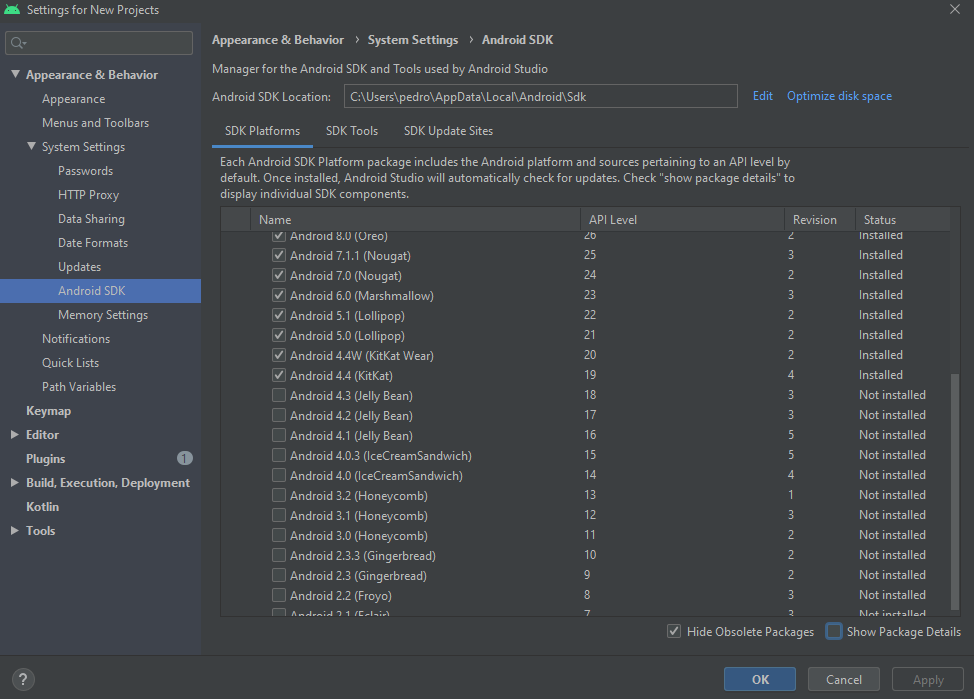 Settings for New Projects
Appearance & Behavior
Appearance
Menus and Toolbars
System Settings
Passwords
HTTP Proxy
Data Sharing
Date Formats
Updates
Android SDK
Memory Settings
Notifications
Quick Lists
Path Variables
Keymap
Editor
Plugins 1
Build, Execution, Deployment
Kotlin
Tools
Appearance & Behavior › System Settings › Android SDK
Manager for the Android SDK and Tools used by Android Studio
Android SDK Location: C:\Users\pedro\AppData\Local\Android\Sdk Edit Optimize disk space
SDK Platforms SDK Tools SDK Update Sites
Each Android SDK Platform package includes the Android platform and sources pertaining to an API level by
default. Once installed, Android Studio will automatically check for updates. Check "show package details" to
display individual SDK components.
Name API Level Revision Status
Android 8.0 (Oreo) 26 2 Installed
Android 7.1.1 (Nougat) 25 3 Installed
Android 7.0 (Nougat) 24 2 Installed
Android 6.0 (Marshmallow) 23 3 Installed
Android 5.1 (Lollipop) 22 2 Installed
Android 5.0 (Lollipop) 21 2 Installed
Android 4.4W (KitKat Wear) 20 2 Installed
Android 4.4 (KitKat) 19 4 Installed
Android 4.3 (Jelly Bean) 18 3 Not installed
Android 4.2 (Jelly Bean) 17 3 Not installed
Android 4.1 (Jelly Bean) 16 5 Not installed
Android 4.0.3 (IceCreamSandwich) 15 5 Not installed
Android 4.0 (IceCreamSandwich) 14 4 Not installed
Android 3.2 (Honeycomb) 13 1 Not installed
Android 3.1 (Honeycomb) 12 3 Not installed
Android 3.0 (Honeycomb) 11 2 Not installed
Android 2.3.3 (Gingerbread) 10 2 Not installed
Android 2.3 (Gingerbread) 9 2 Not installed
Android 2.2 (Froyo) 8 3 Not installed
Android 2.1 (Eclair) 7 3 Not installed
Hide Obsolete Packages Show Package Details
? OK Cancel Apply